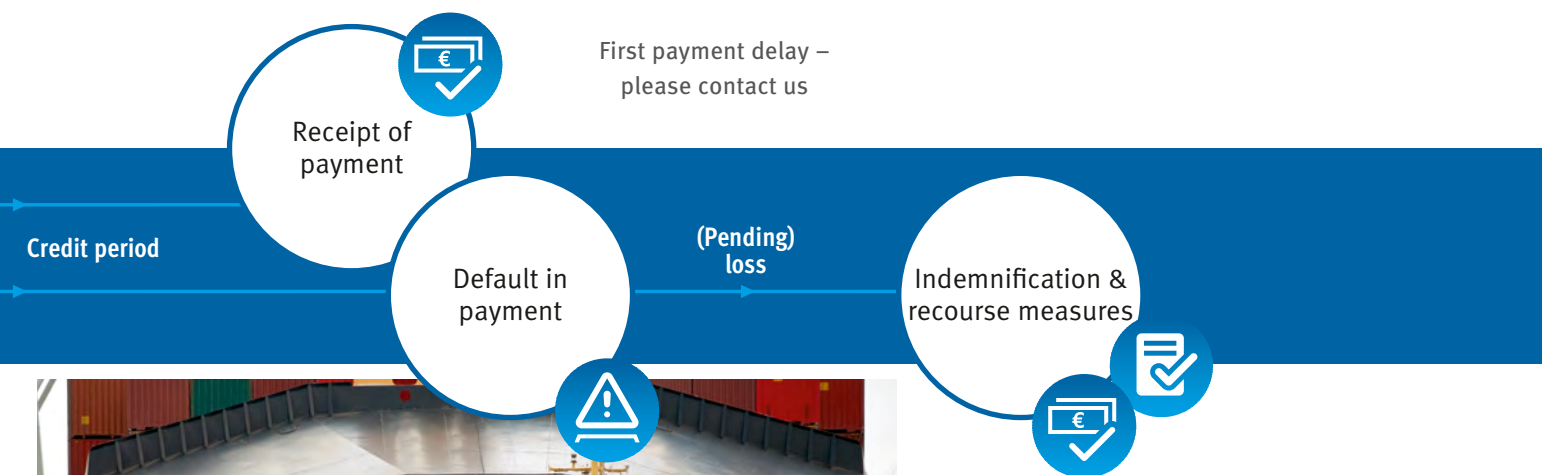 €
First payment delay –
please contact us
Receipt of
payment
Credit period
(Pending)
loss
Default in
payment
Indemnification &
recourse measures
€